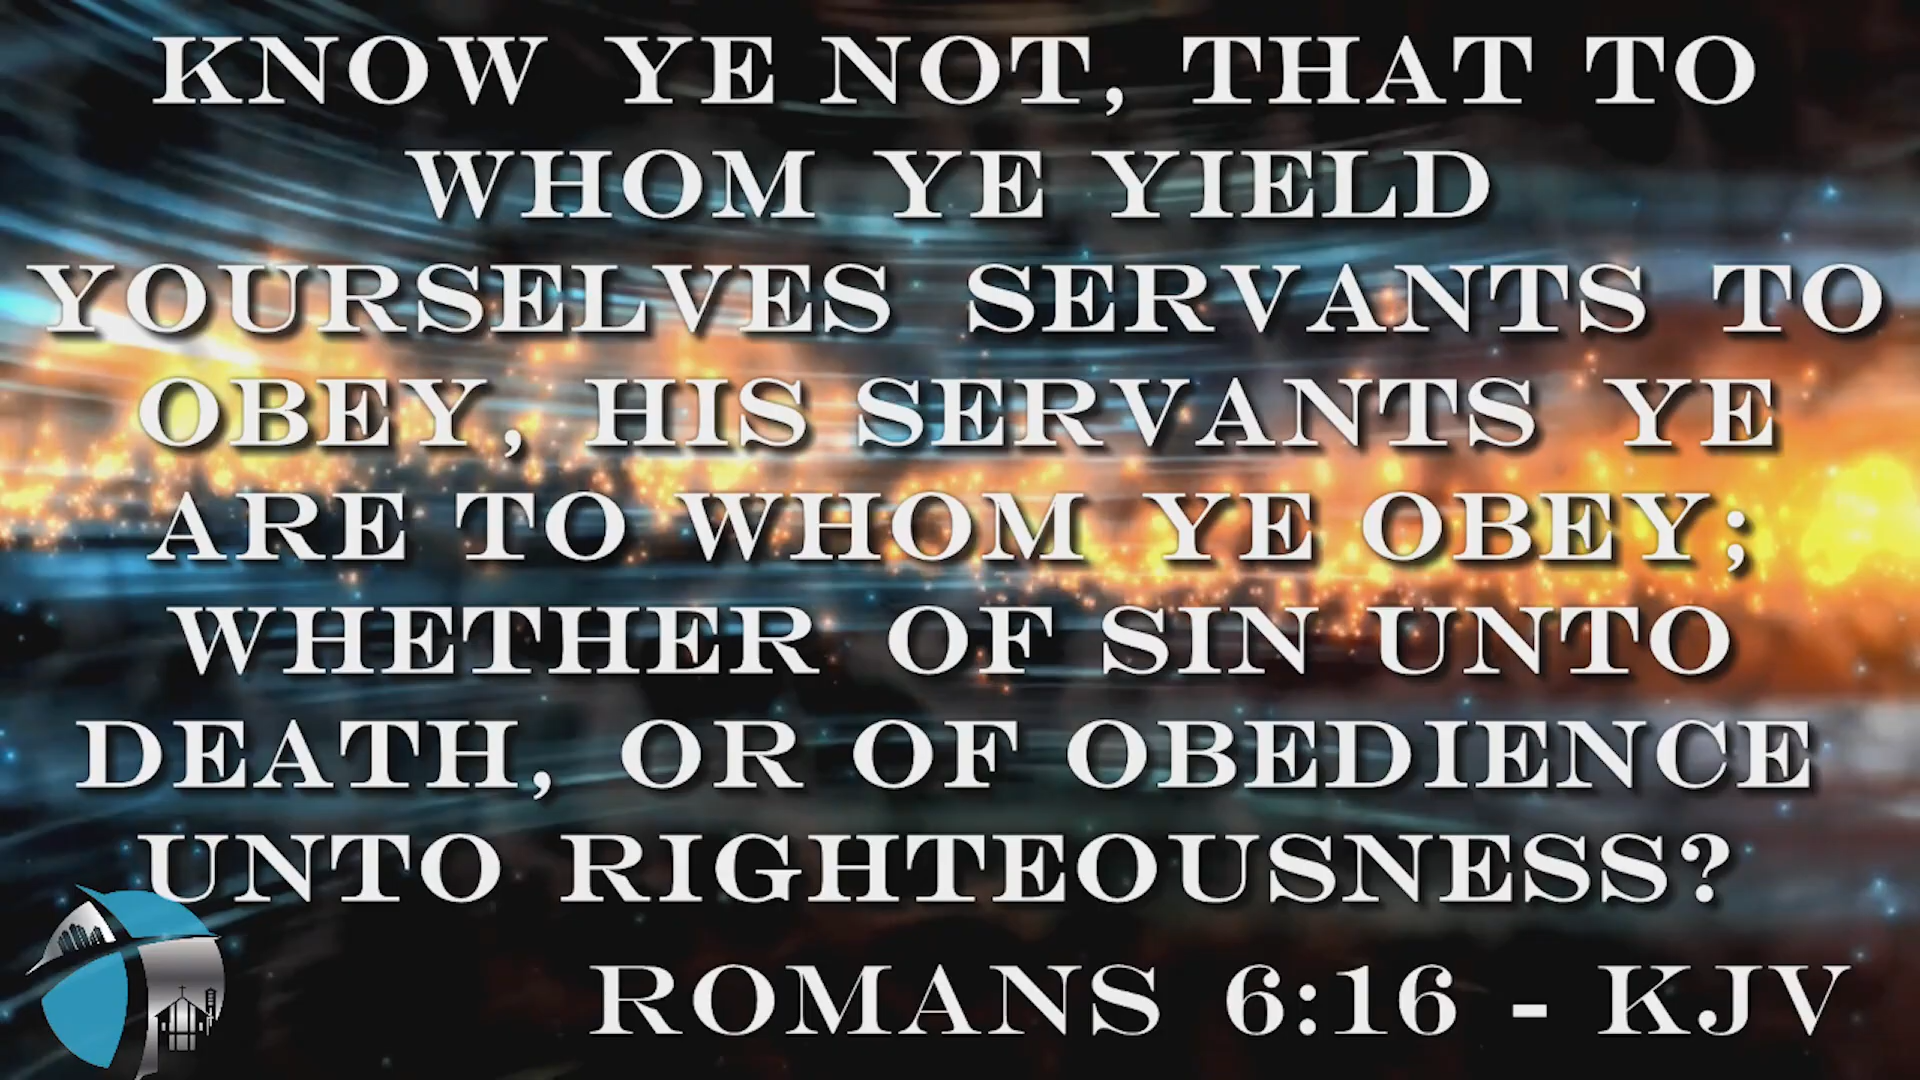 KNOW YE NOT, THAT TO
WHOM YE YIELD
YOURSELVES SERVANTS TO
OBEY, HIS SERVANTS YE
ARE TO WHOM YE OBEY;
WHETHER OF SIN UNTO
DEATH, OR OF OBEDIENCE
UNTO RIGHTEOUSNESS?
ROMANS 6:16 - KJV